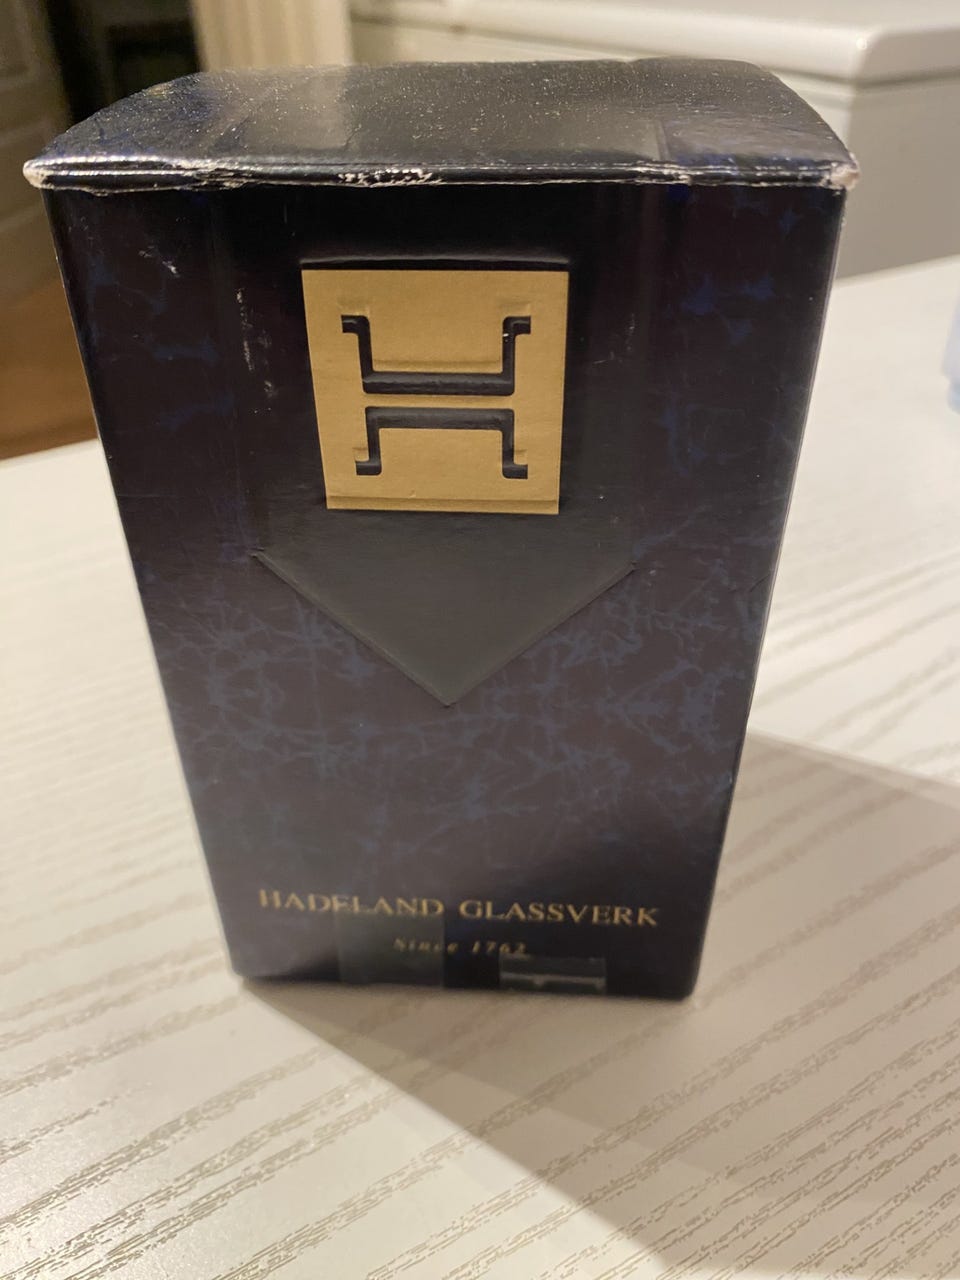 H
HADELAND GLASSVERK
Since 1762